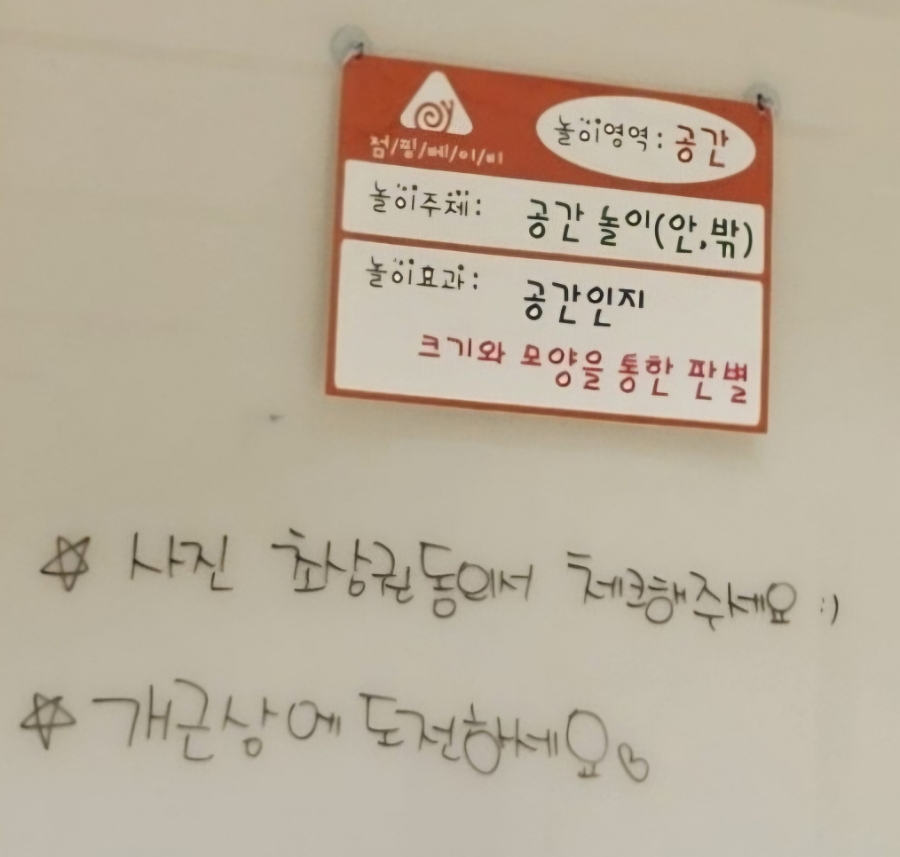 점/핑/베/이/비
놀이영역: 공간
놀이주제: 공간 놀이(안,밖)
놀이효과: 공간인지
크기와 모양을 통한 판별
☆ 사진 초상권동의서 체크해주세요 :)
☆ 개근상에 도전하세요♡